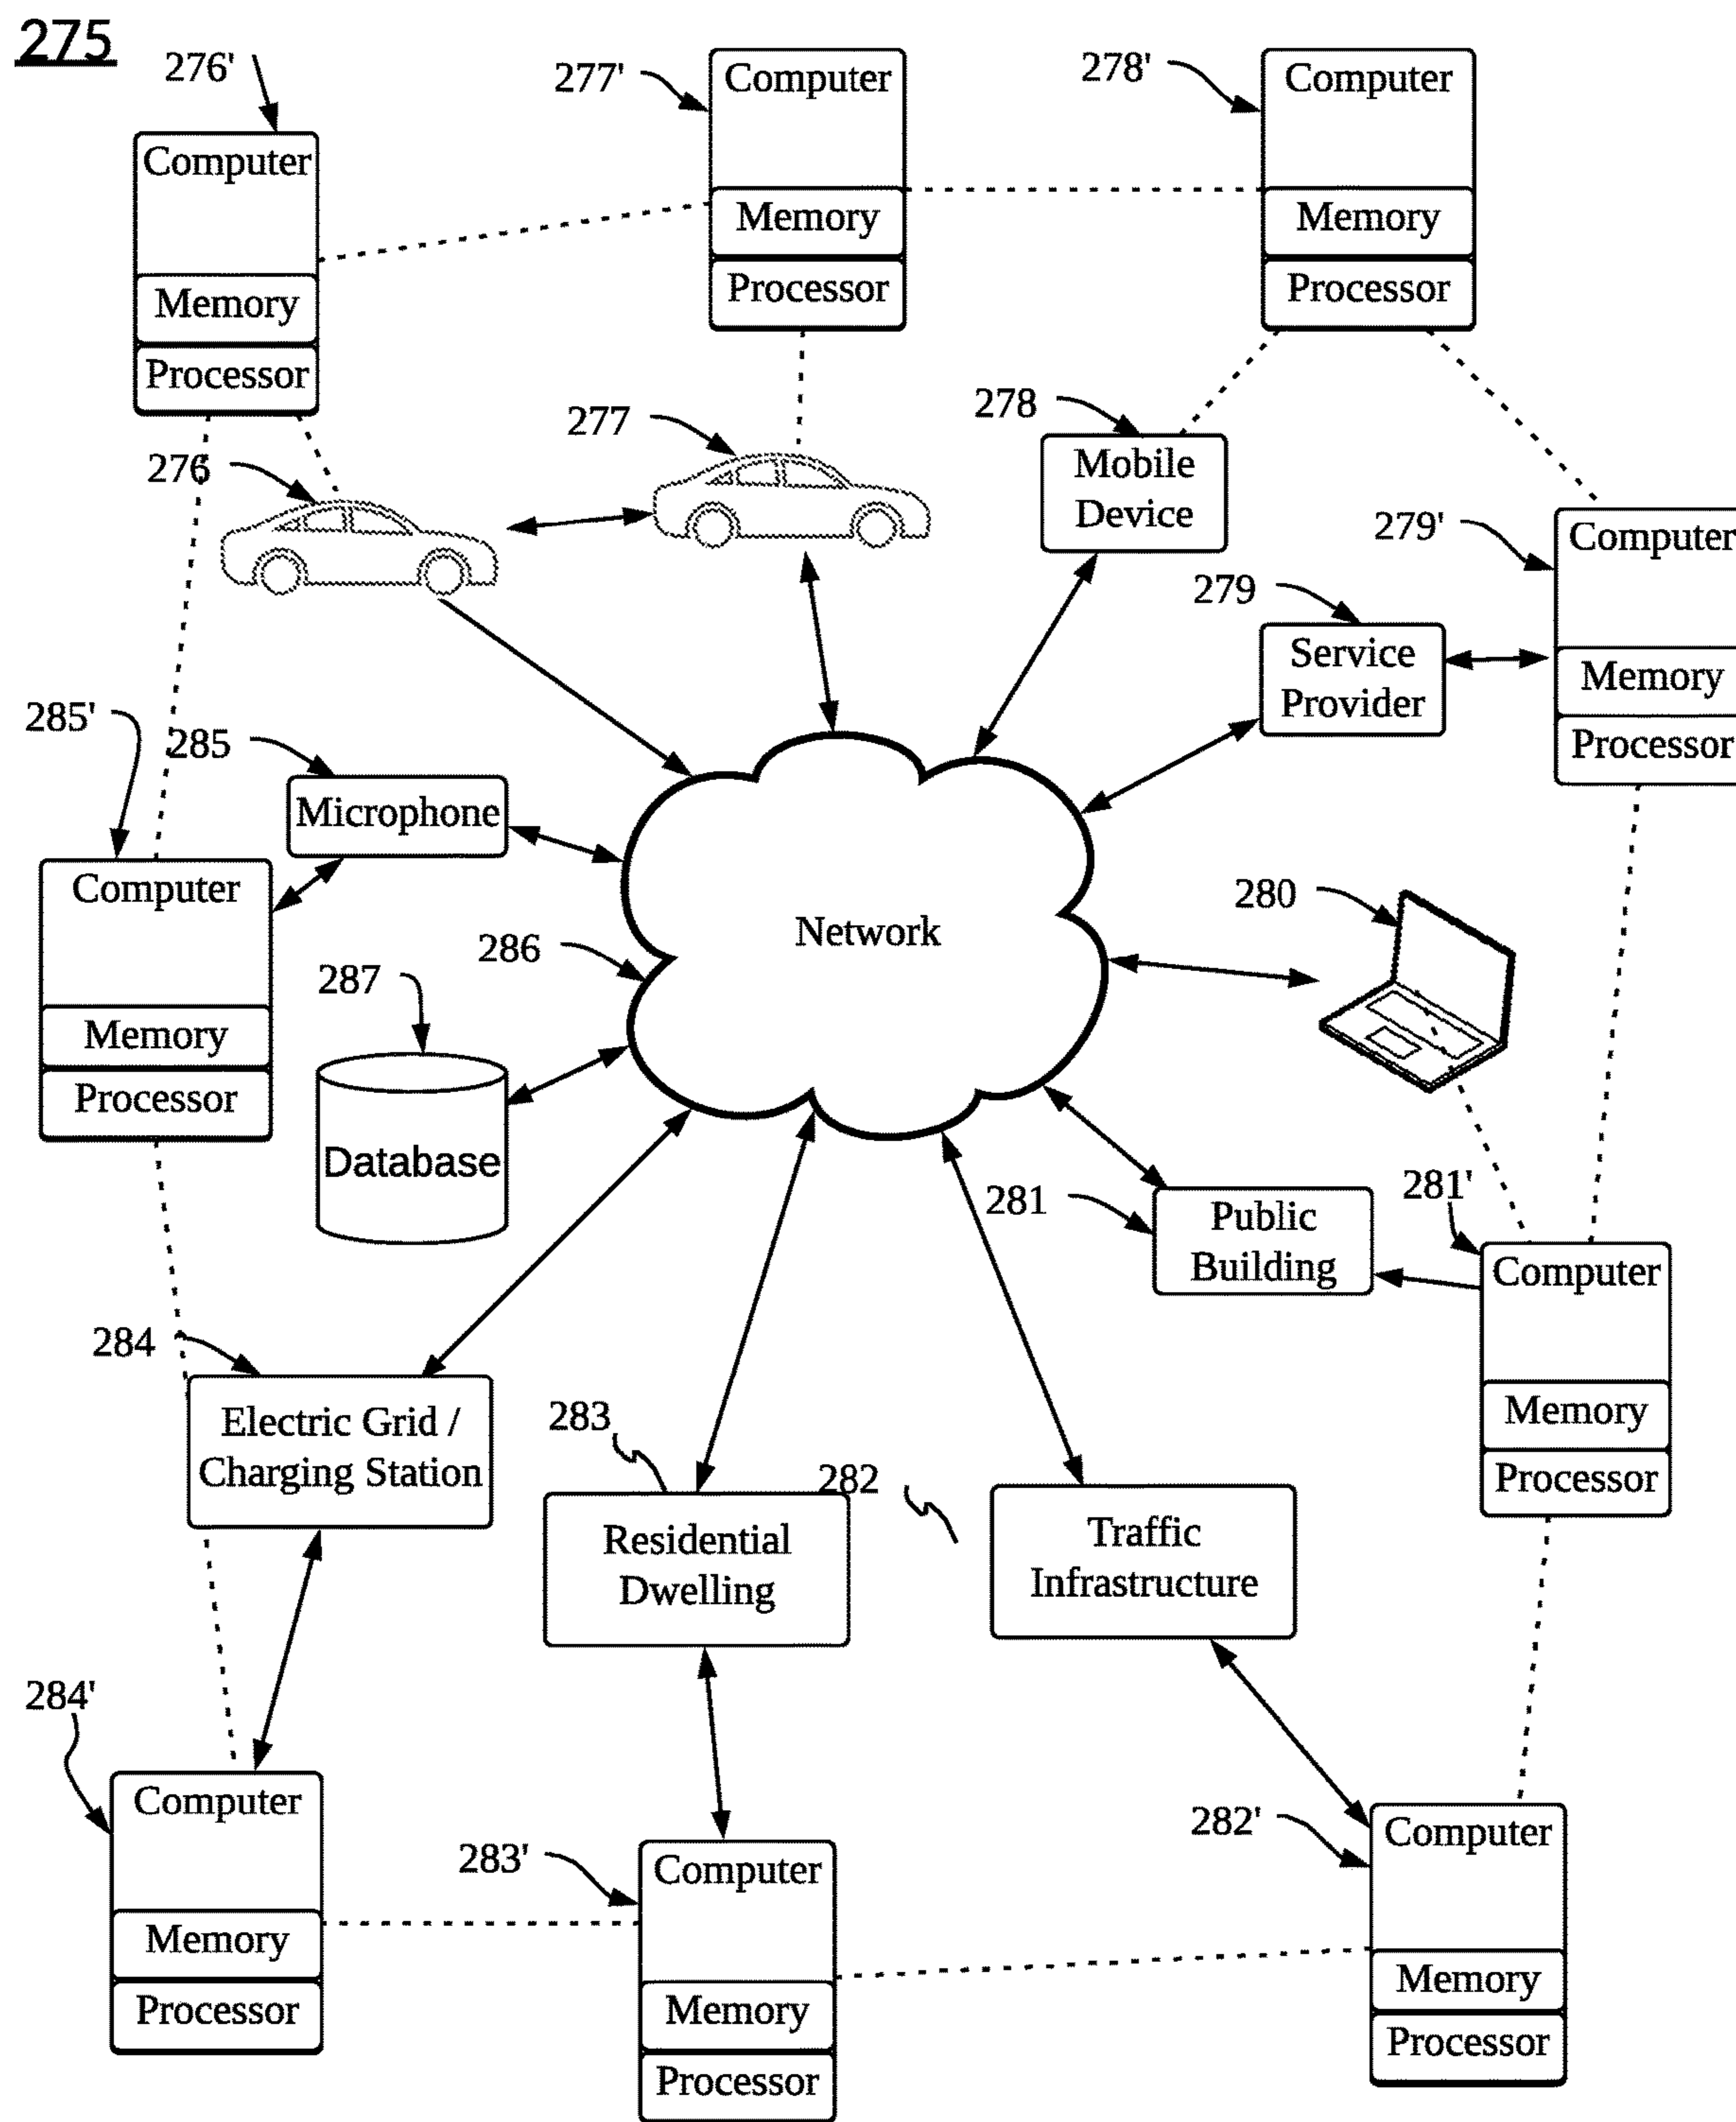 275
276'
277'
278'
Computer
Memory
Processor
Computer
Memory
Processor
Computer
Memory
Processor
276
277
278
Mobile
Device
279'
Computer
Memory
Processor
279
Service
Provider
285'
285
Microphone
Computer
Memory
Processor
286
Network
280
287
Database
281
Public
Building
281'
Computer
Memory
Processor
284
Electric Grid /
Charging Station
283
Residential
Dwelling
282
Traffic
Infrastructure
284'
Computer
Memory
Processor
283'
Computer
Memory
Processor
282'
Computer
Memory
Processor